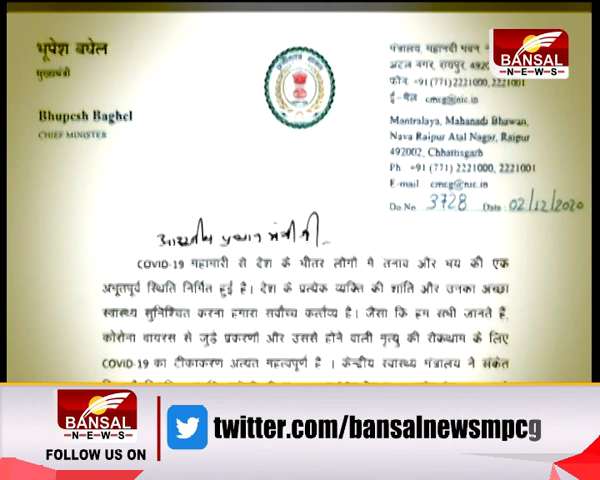 भूपेश बघेल
मुख्यमंत्री
Bhupesh Baghel
CHIEF MINISTER
मंत्रालय, महानदी भवन
अटल नगर, रायपुर
फोन +91 (771) 2221000, 2221001
ई-मेल cmcg@nic.in
Mantralaya, Mahanadi Bhawan,
Nava Raipur Atal Nagar, Raipur
492002, Chhattisgarh
Ph +91 (771) 2221000, 2221001
E-mail cmcg@nic.in
Do.No. 3728 Date: 02/12/2020
BANSAL
NEWS
आदरणीय प्रधान मंत्री जी,
COVID-19 महामारी से देश के भीतर लोगों में तनाव और भय की एक
अभूतपूर्व स्थिति निर्मित हुई है। देश के प्रत्येक व्यक्ति की शांति और उनका अच्छा
स्वास्थ्य सुनिश्चित करना हमारा सर्वोच्च कर्तव्य है। जैसा कि हम सभी जानते हैं,
कोरोना वायरस से जुड़े प्रकरणों और उससे होने वाली मृत्यु की रोकथाम के लिए
COVID-19 का टीकाकरण अत्यंत महत्वपूर्ण है । केन्द्रीय स्वास्थ्य मंत्रालय ने संकेत
BANSAL
NEWS
FOLLOW US ON
twitter.com/bansalnewsmpcg